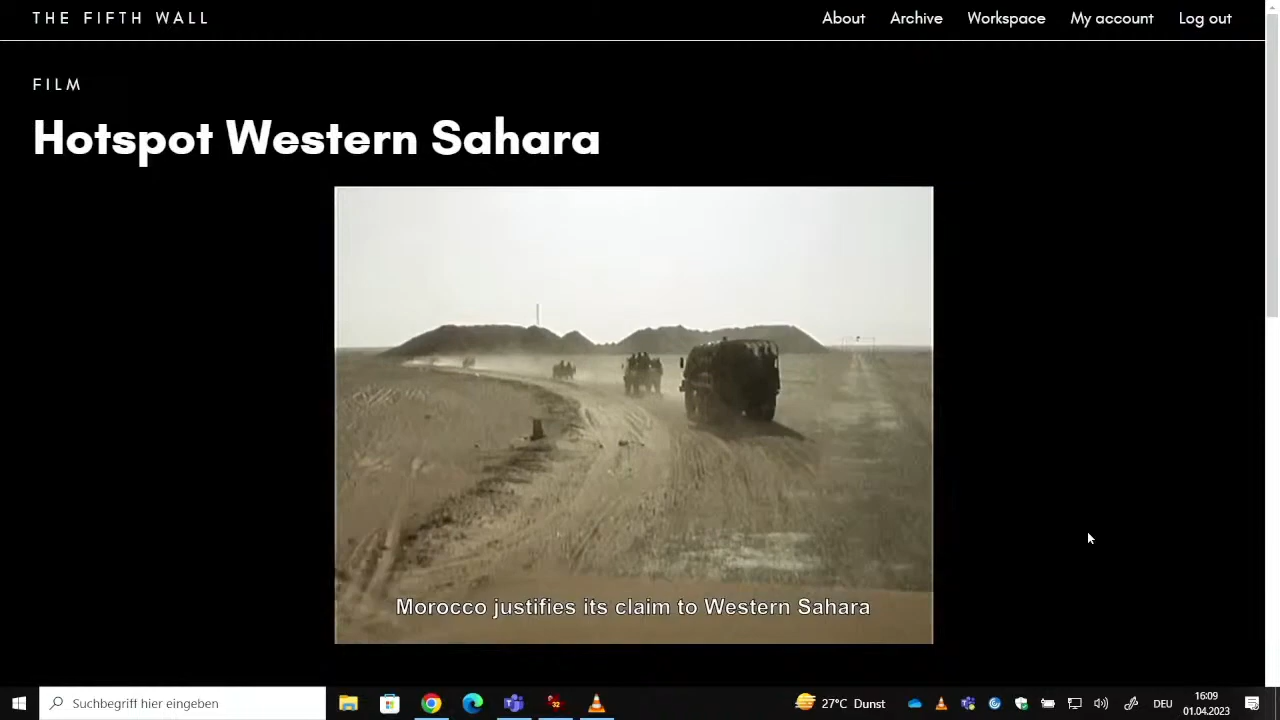 THE FIFTH WALL
About Archive Workspace My account Log out
FILM
Hotspot Western Sahara
Morocco justifies its claim to Western Sahara
Suchbegriff hier eingeben
32
27°C Dunst
DEU
16:09
01.04.2023